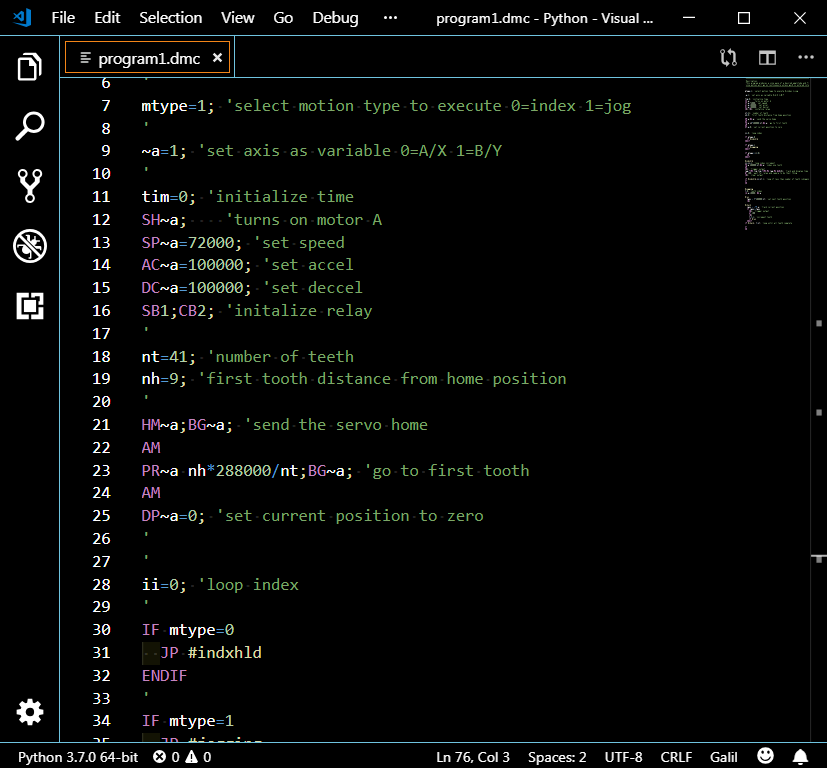 File Edit Selection View Go Debug ··· program1.dmc - Python - Visual ...
program1.dmc
6 '
7 mtype=1; 'select motion type to execute 0=index 1=jog
8 '
9 ~a=1; 'set axis as variable 0=A/X 1=B/Y
10 '
11 tim=0; 'initialize time
12 SH~a; 'turns on motor A
13 SP~a=72000; 'set speed
14 AC~a=100000; 'set accel
15 DC~a=100000; 'set deccel
16 SB1;CB2; 'initalize relay
17 '
18 nt=41; 'number of teeth
19 nh=9; 'first tooth distance from home position
20 '
21 HM~a;BG~a; 'send the servo home
22 AM
23 PR~a nh*288000/nt;BG~a; 'go to first tooth
24 AM
25 DP~a=0; 'set current position to zero
26 '
27 '
28 ii=0; 'loop index
29 '
30 IF mtype=0
31 JP #indxhld
32 ENDIF
33 '
34 IF mtype=1
Python 3.7.0 64-bit 0 0 Ln 76, Col 3 Spaces: 2 UTF-8 CRLF Galil